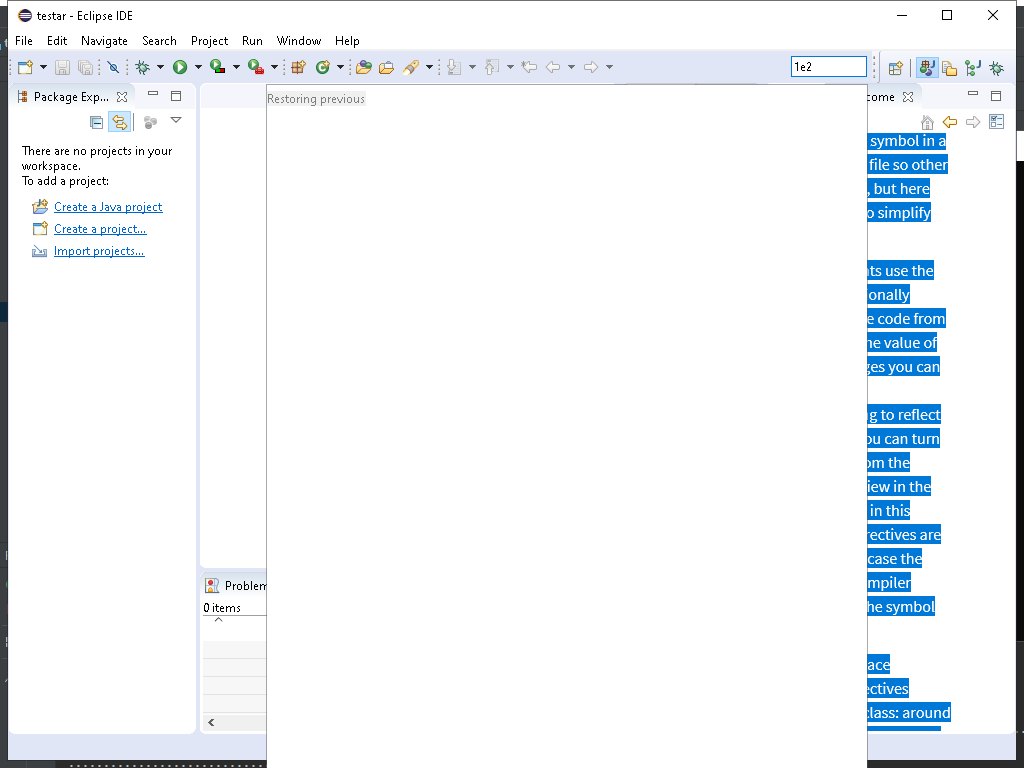 testar - Eclipse IDE
File Edit Navigate Search Project Run Window Help
1e2
Package Exp...
Restoring previous
There are no projects in your
workspace.
To add a project:
Create a Java project
Create a project...
Import projects...
Problem
0 items
come
symbol in a
file so other
, but here
o simplify
ts use the
onally
e code from
he value of
ges you can
g to reflect
ou can turn
om the
iew in the
in this
rectives are
case the
mpiler
he symbol
ace
ectives
class: around